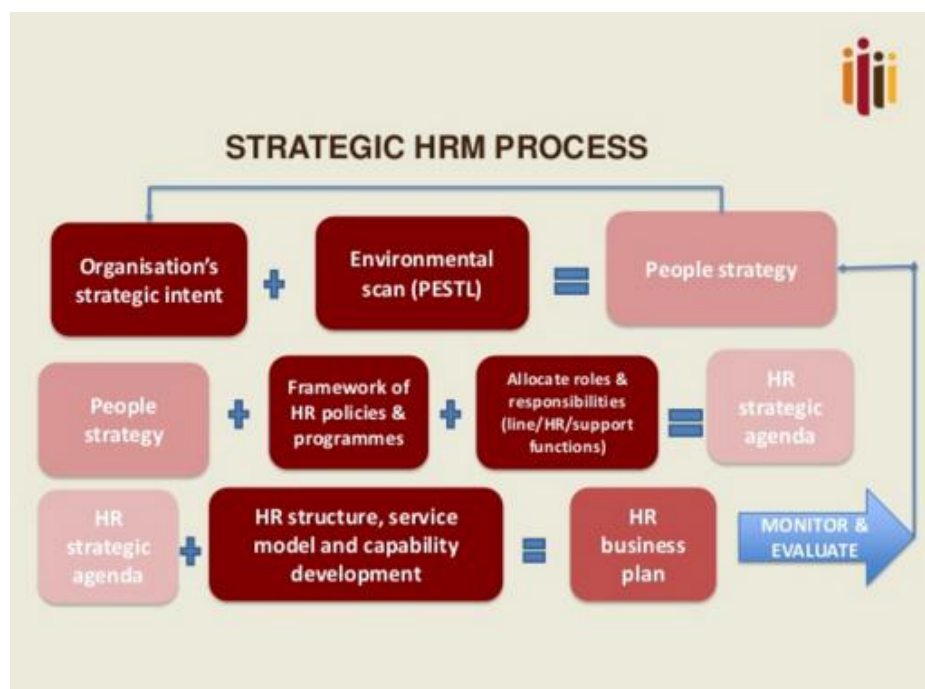 STRATEGIC HRM PROCESS
Organisation's
strategic intent
Environmental
scan (PESTL)
People strategy
People
strategy
Framework of
HR policies &
programmes
Allocate roles &
responsibilities
(line/HR/support
functions)
HR
strategic
agenda
HR
strategic
agenda
HR structure, service
model and capability
development
HR
business
plan
MONITOR &
EVALUATE